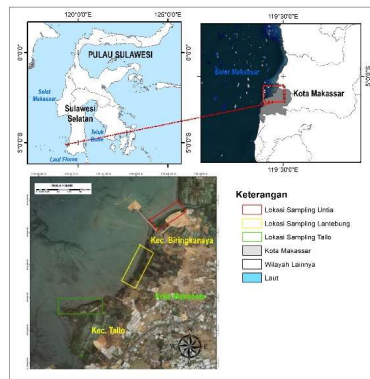 120°0'0"E
125°0'0"E
119°30'0"E
0°0'0"
PULAU SULAWESI
Selat
Makassar
Sulawesi
Selatan
Teluk
Bone
Laut Flores
5°0'0"S
Selat Makassar
Kota Makassar
5°0'0"S
120°0'0"E
125°0'0"E
119°30'0"E
Kec. Biringkanaya
Kec. Tallo
Keterangan
Lokasi Sampling Untia
Lokasi Sampling Lantebung
Lokasi Sampling Tallo
Kota Makassar
Wilayah Lainnya
Laut